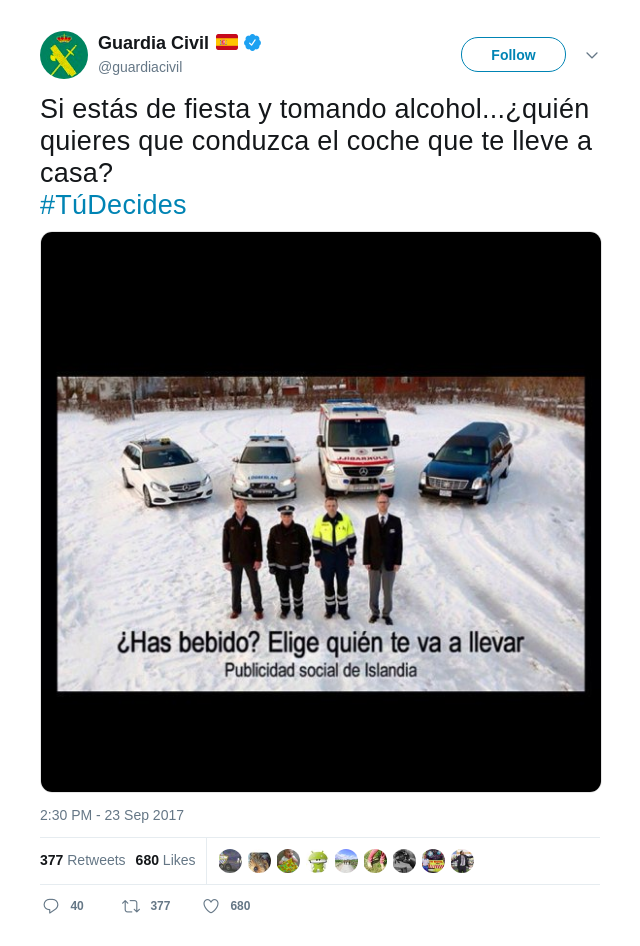 Guardia Civil
@guardiacivil
Follow
Si estás de fiesta y tomando alcohol...¿quién
quieres que conduzca el coche que te lleve a
casa?
#TúDecides
¿Has bebido? Elige quién te va a llevar
Publicidad social de Islandia
2:30 PM - 23 Sep 2017
377 Retweets 680 Likes
40 377 680